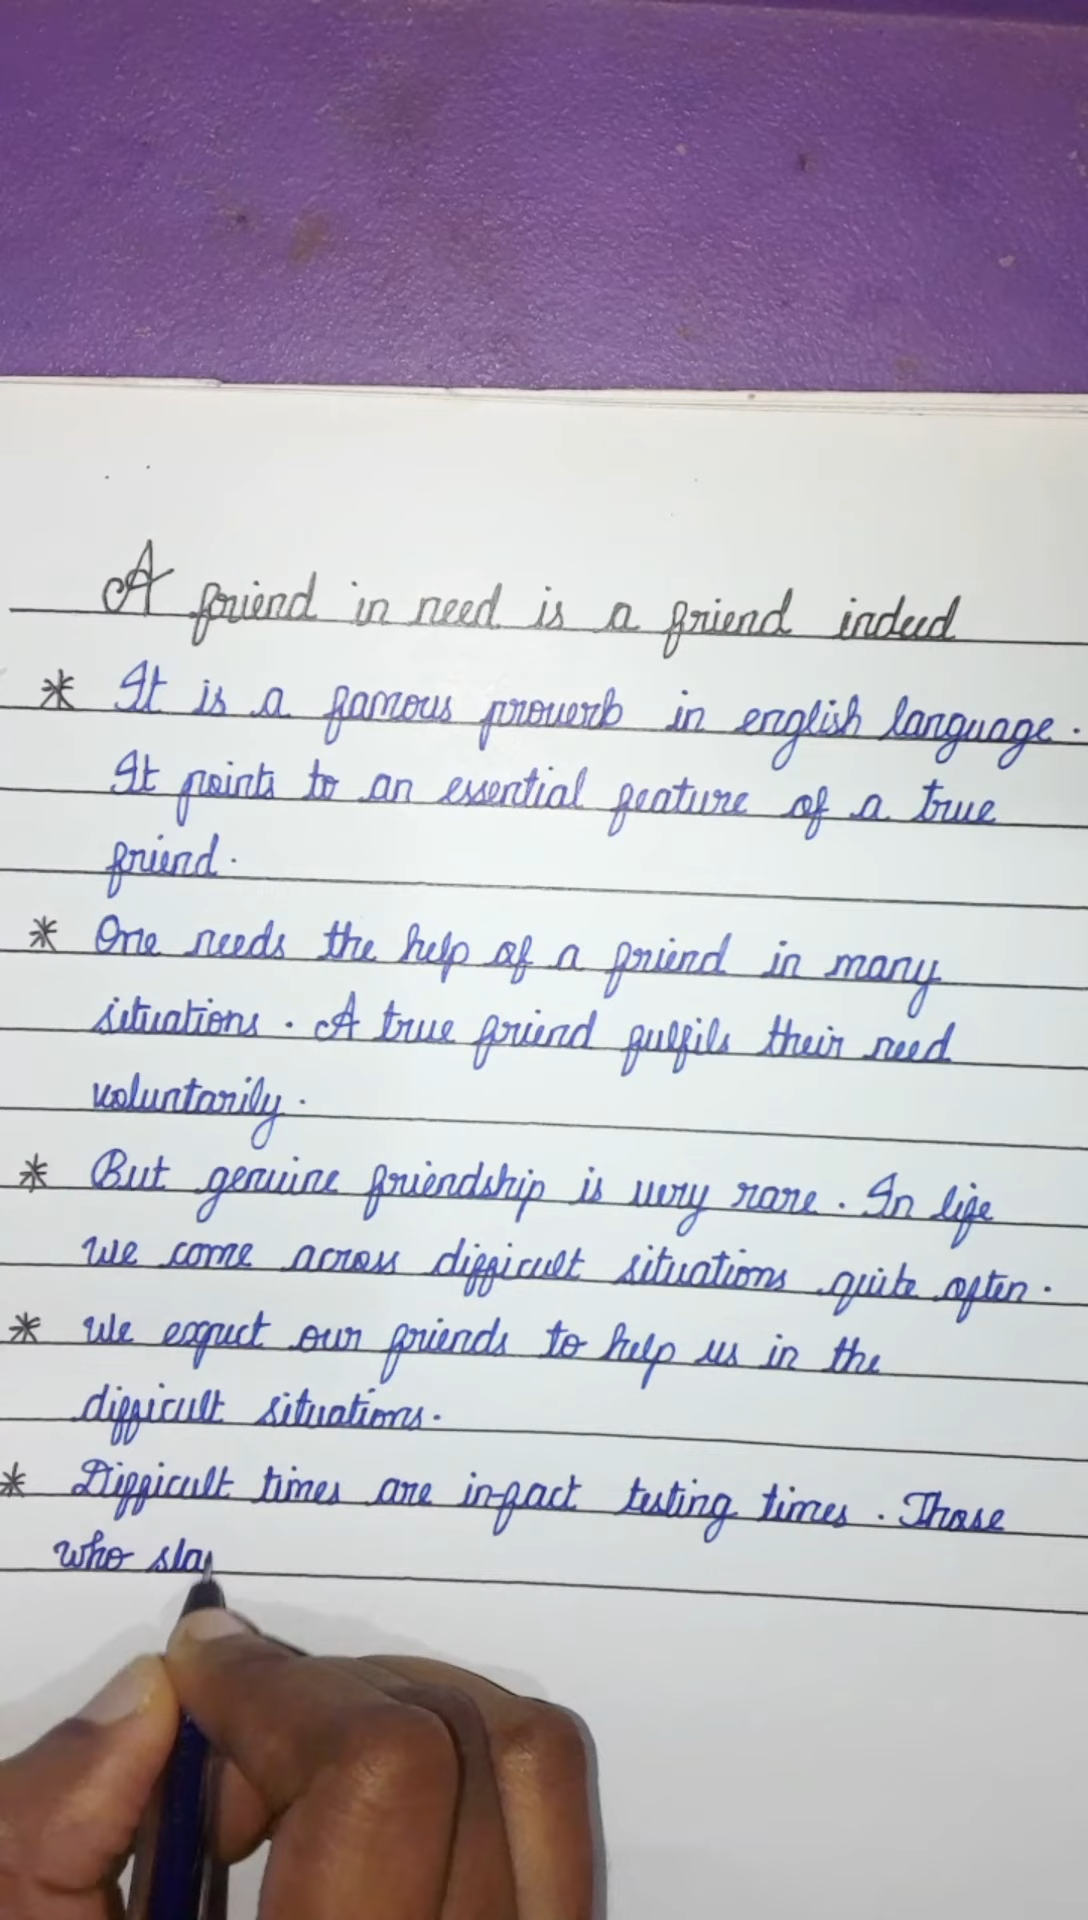 A friend in need is a friend indeed
* It is a famous proverb in english language.
It points to an essential feature of a true
friend.
* One needs the help of a friend in many
situations. A true friend fulfils their need
voluntarily.
* But genuine friendship is very rare. In life
we come across difficult situations quite often.
* We expect our friends to help us in the
difficult situations.
* Difficult times are in-fact testing times. Those
who